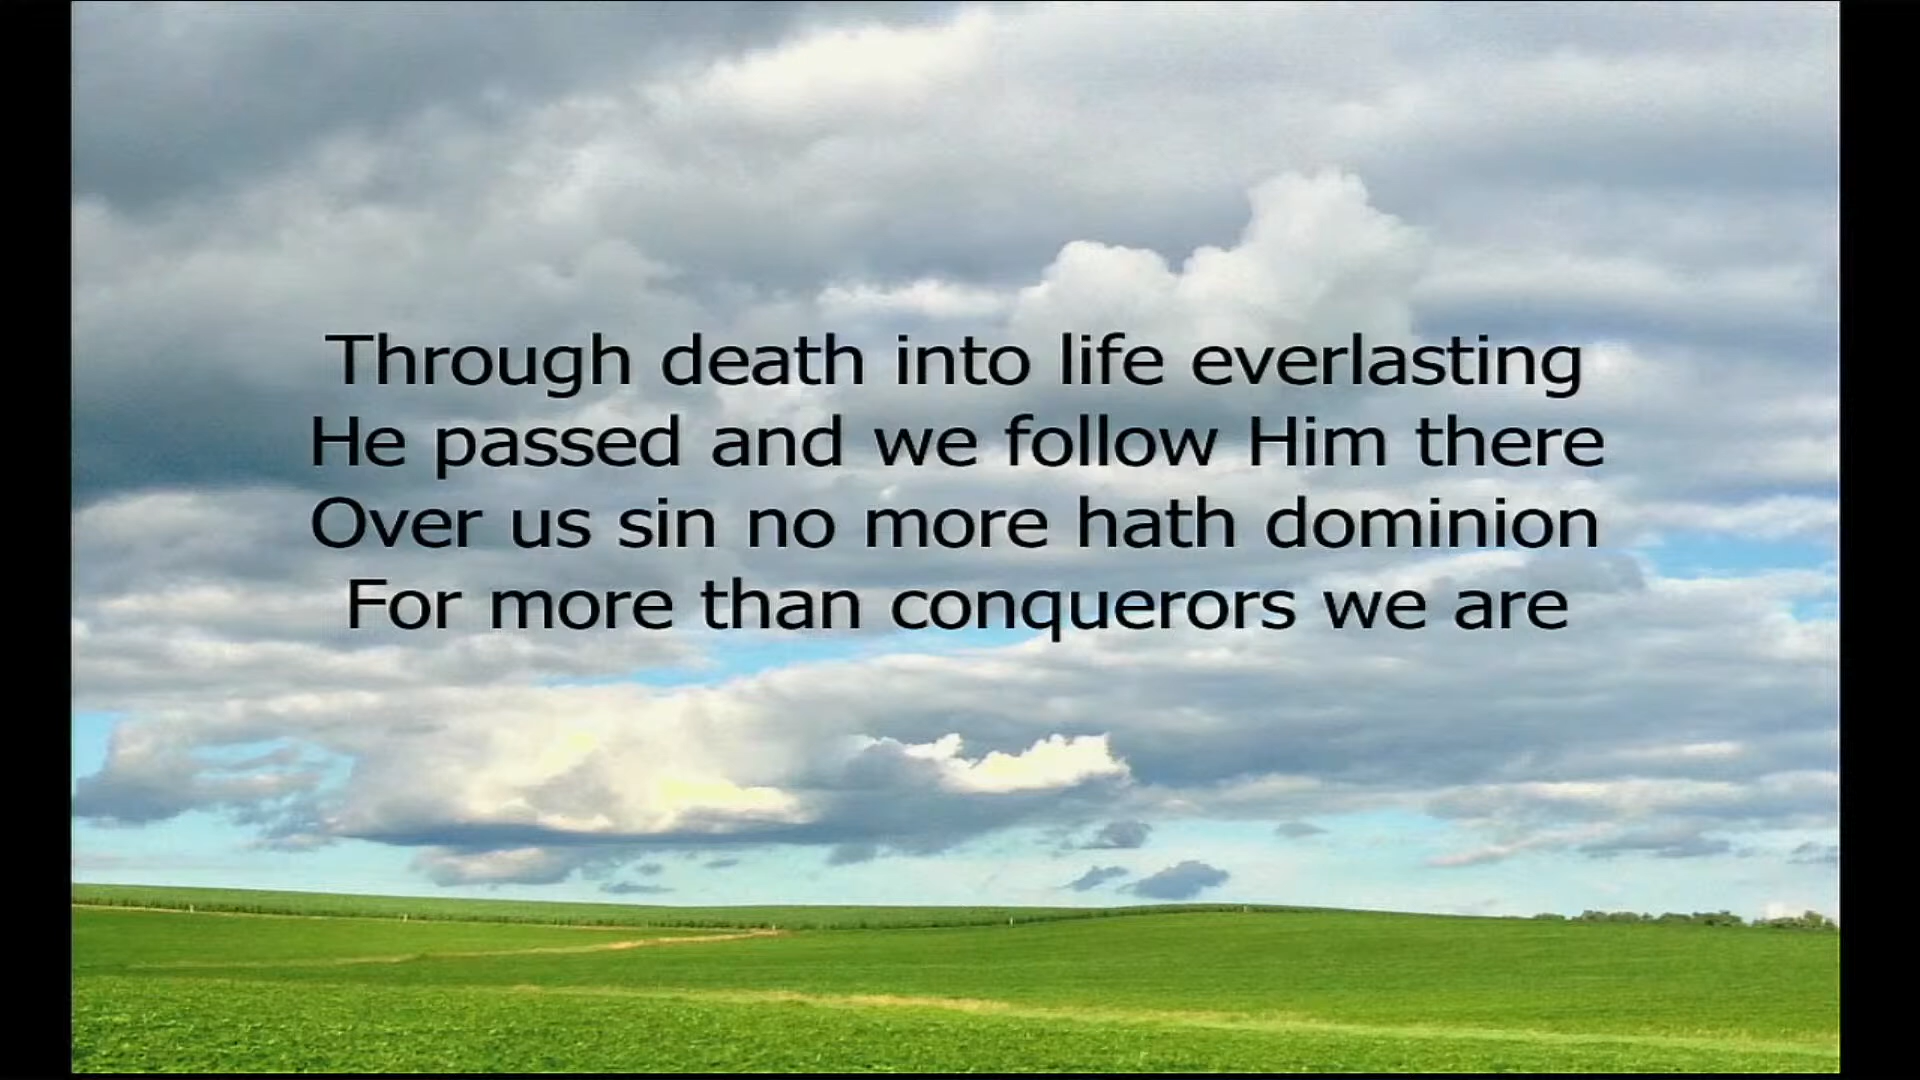 Through death into life everlasting
He passed and we follow Him there
Over us sin no more hath dominion
For more than conquerors we are